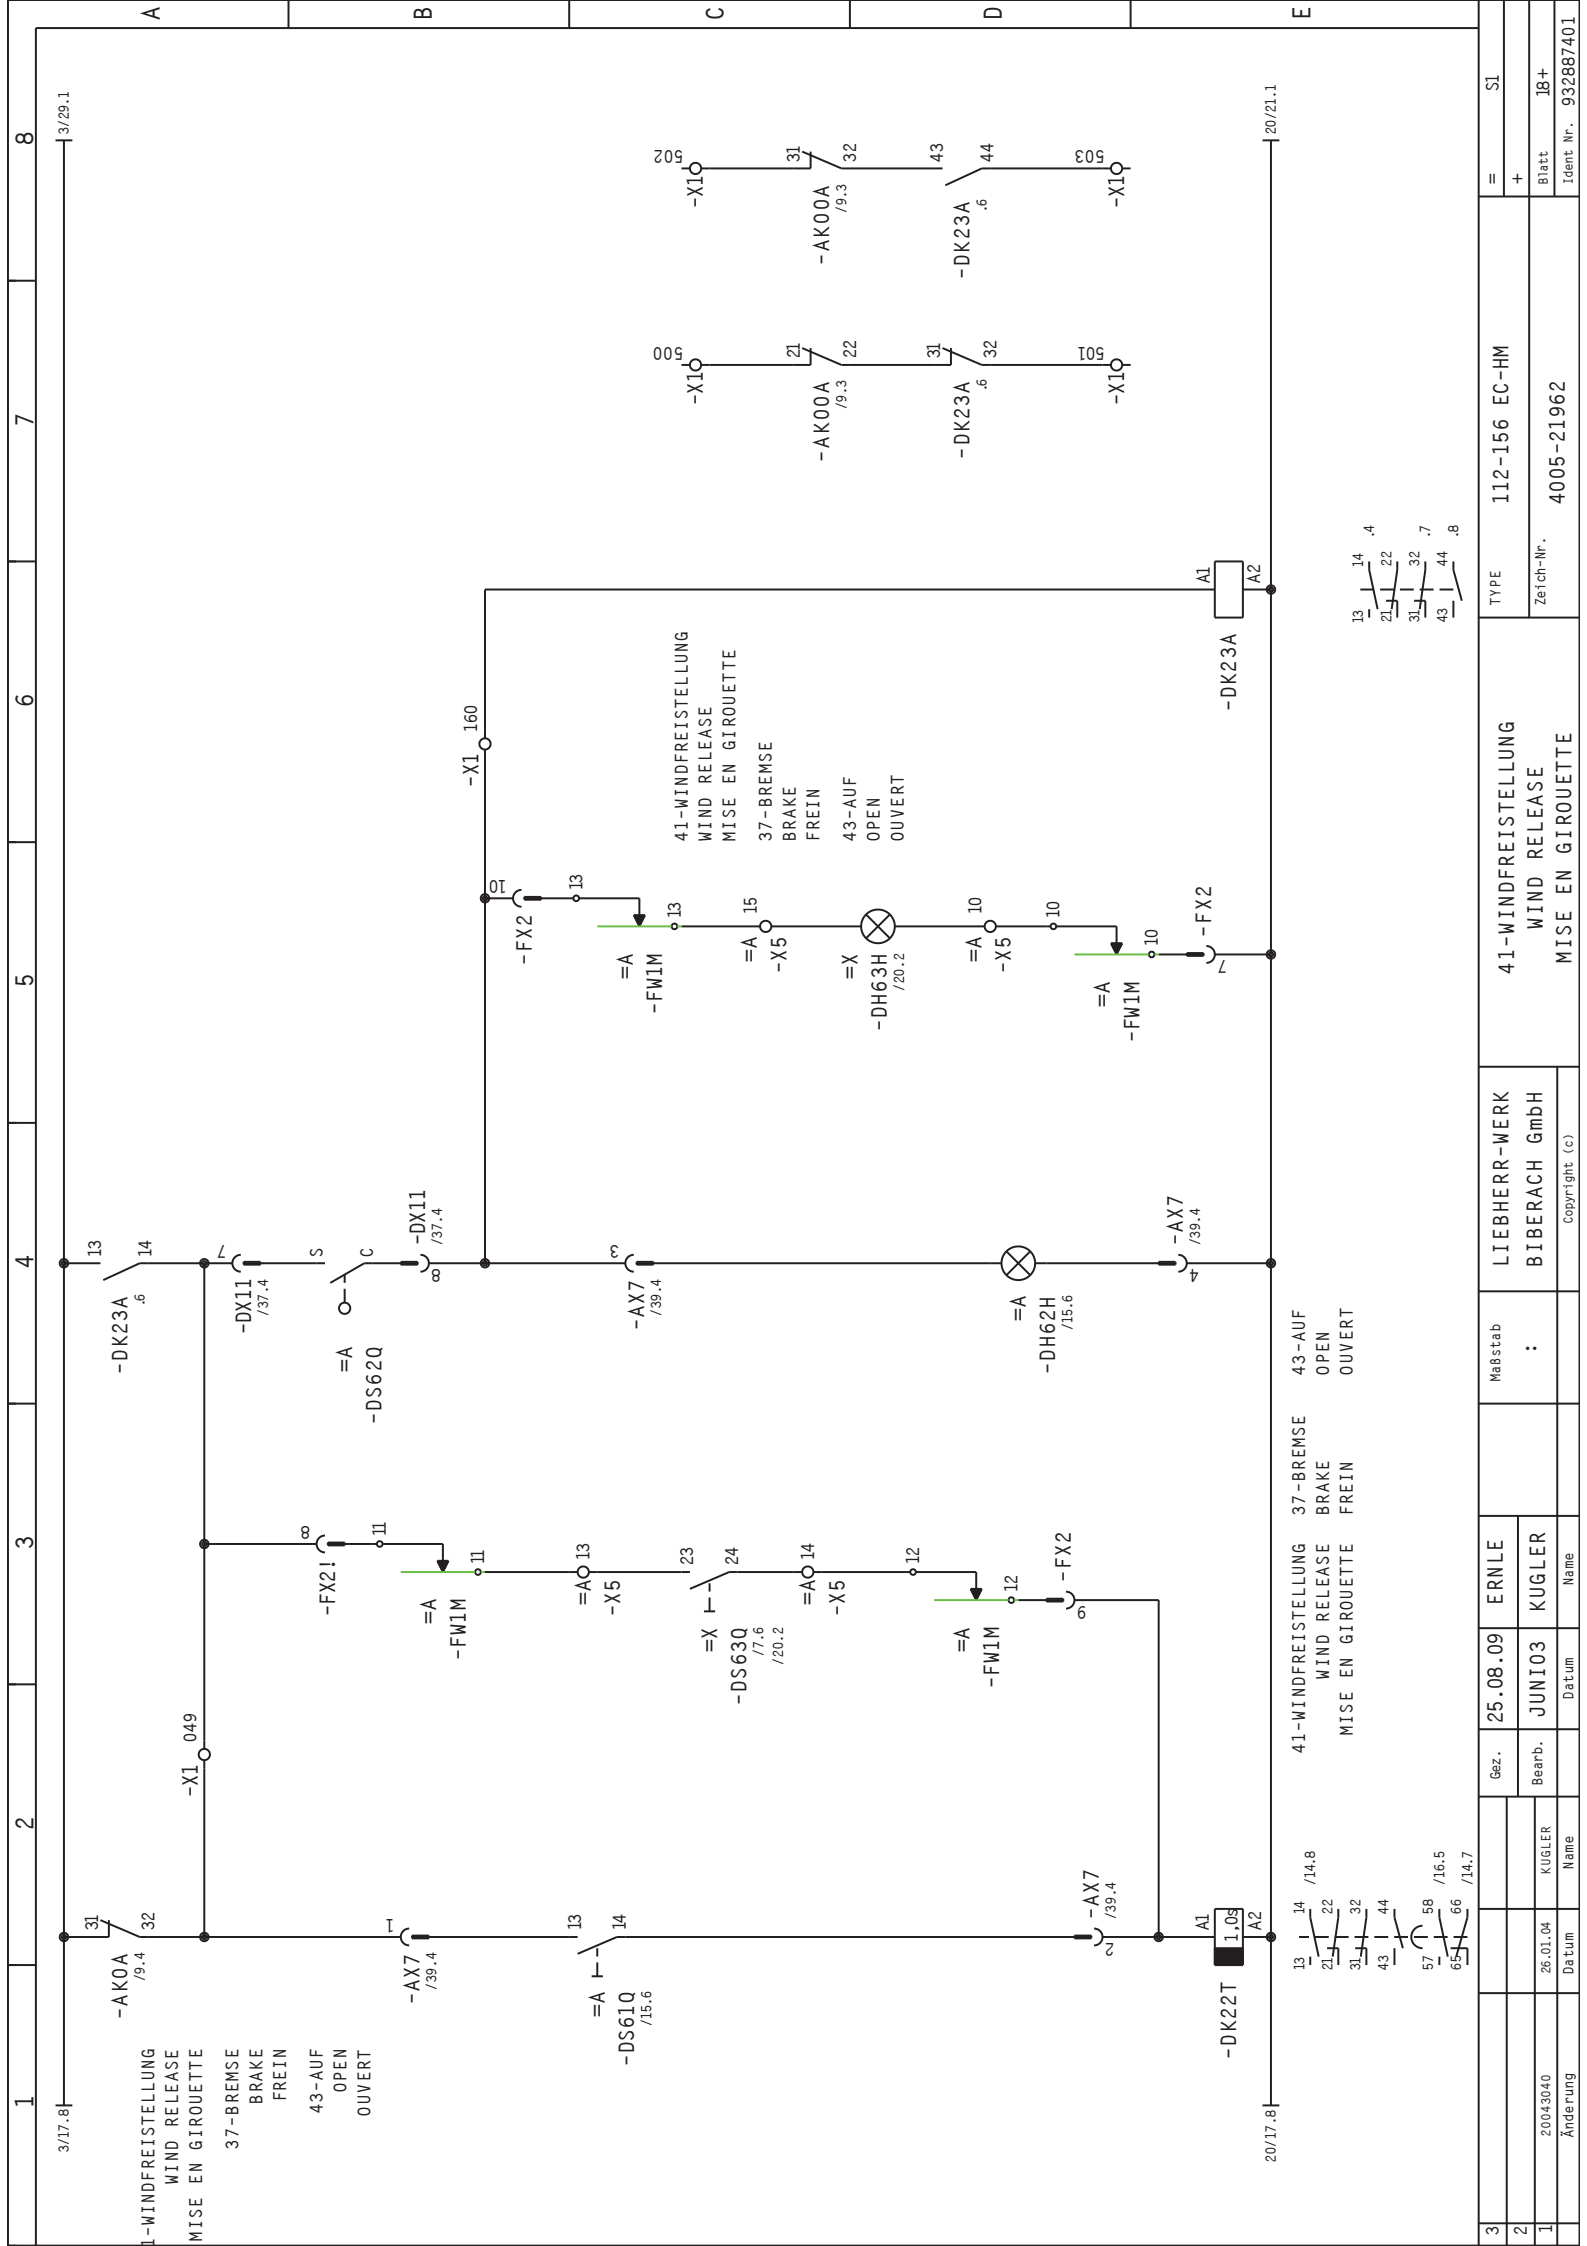 1 2 3 4 5 6 7 8
A
B
C
D
E
3/17.8
3/29.1
20/17.8
20/21.1
1-WINDFREISTELLUNG
WIND RELEASE
MISE EN GIROUETTE
37-BREMSE
BRAKE
FREIN
43-AUF
OPEN
OUVERT
-AK0A
/9.4
31
32
-AX7
/39.4
1
=A
-DS61Q
/15.6
13
14
-AX7
/39.4
2
-DK22T
A1
1,0s
A2
13 14 /14.8
21 22
31 32
43 44
57 58 /16.5
65 66 /14.7
-X1 049
-FX2!
8
11
=A
-FW1M
11
=A
-X5
13
=X
-DS63Q
/7.6
/20.2
23
24
=A
-X5
14
12
=A
-FW1M
12
-FX2
9
41-WINDFREISTELLUNG 37-BREMSE 43-AUF
WIND RELEASE BRAKE OPEN
MISE EN GIROUETTE FREIN OUVERT
-DK23A
.6
13
14
-DX11
/37.4
7
=A
-DS62Q
S
C
-DX11
/37.4
8
-AX7
/39.4
3
=A
-DH62H
/15.6
-AX7
/39.4
4
-FX2
10
13
=A
-FW1M
13
=A
-X5
15
=X
-DH63H
/20.2
=A
-X5
10
10
=A
-FW1M
10
-FX2
7
-X1 160
41-WINDFREISTELLUNG
WIND RELEASE
MISE EN GIROUETTE
37-BREMSE
BRAKE
FREIN
43-AUF
OPEN
OUVERT
-DK23A
A1
A2
13 14 .4
21 22
31 32 .7
43 44 .8
-X1
500
-AK00A
/9.3
21
22
-DK23A
.6
31
32
-X1
501
-X1
502
-AK00A
/9.3
31
32
-DK23A
.6
43
44
-X1
503
3
2
1 20043040 26.01.04 KUGLER
Änderung Datum Name
Gez. 25.08.09 ERNLE
Bearb. JUNI03 KUGLER
Datum Name
Maßstab
:
LIEBHERR-WERK
BIBERACH GmbH
Copyright (c)
41-WINDFREISTELLUNG
WIND RELEASE
MISE EN GIROUETTE
TYPE 112-156 EC-HM
Zeich-Nr. 4005-21962
= S1
+
Blatt 18+
Ident Nr. 932887401